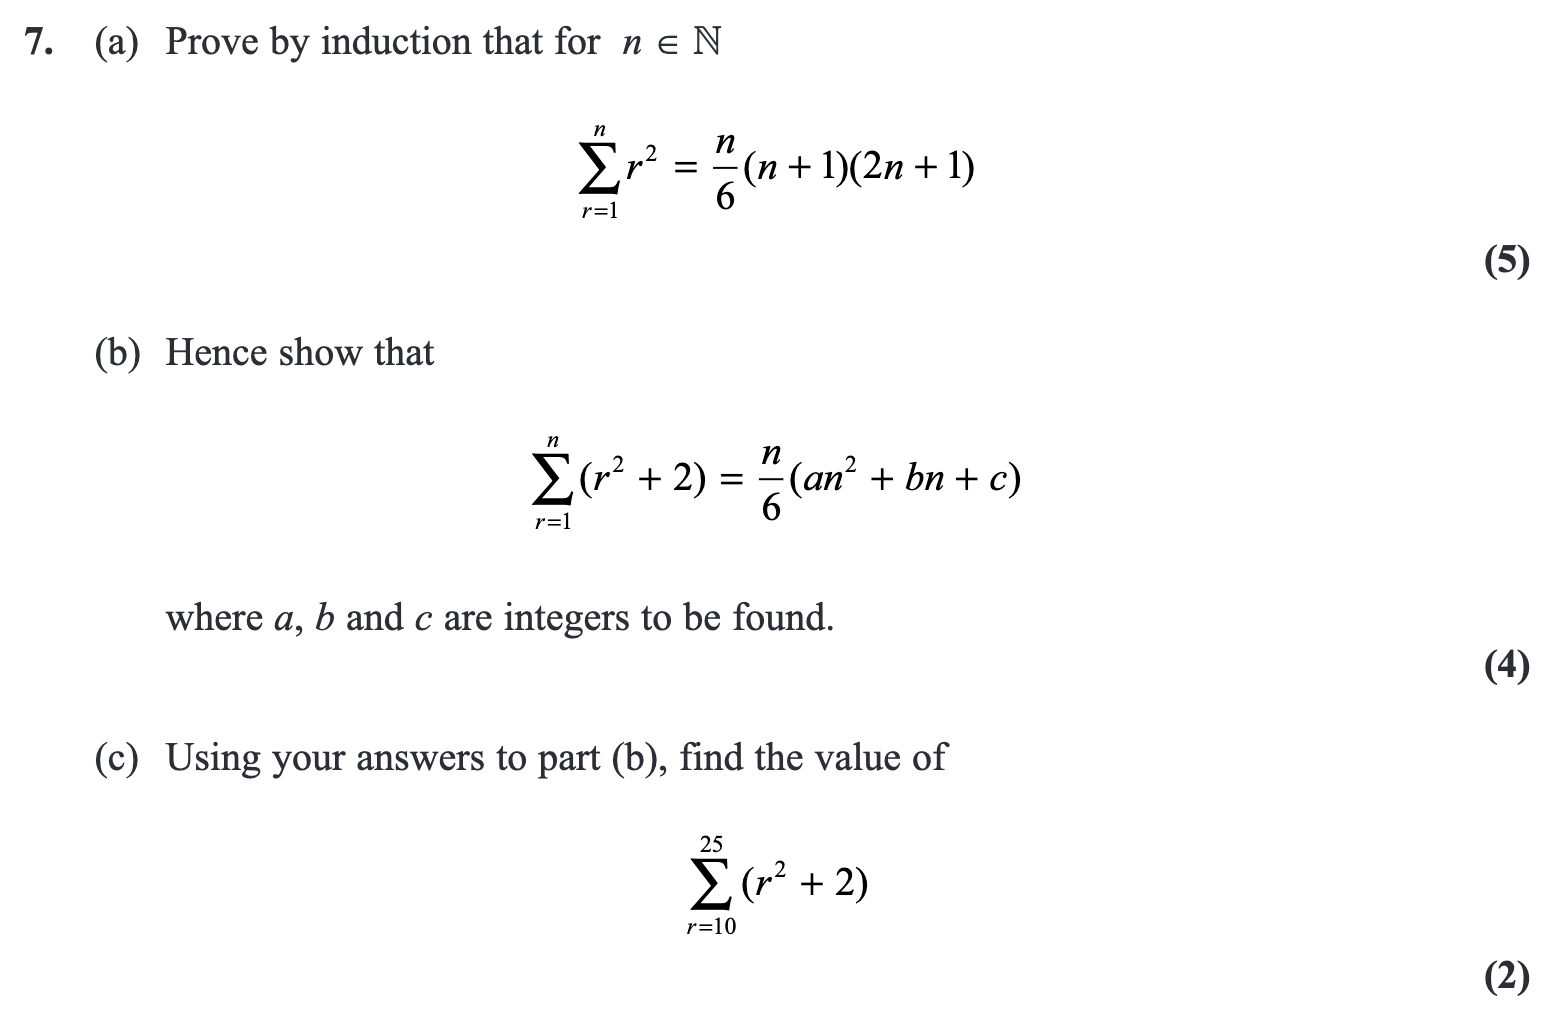 7. (a) Prove by induction that for n ∈ ℕ
$\sum_{r=1}^{n} r^2 = \frac{n}{6}(n + 1)(2n + 1)$
(5)
(b) Hence show that
$\sum_{r=1}^{n} (r^2 + 2) = \frac{n}{6}(an^2 + bn + c)$
where a, b and c are integers to be found.
(4)
(c) Using your answers to part (b), find the value of
$\sum_{r=10}^{25} (r^2 + 2)$
(2)